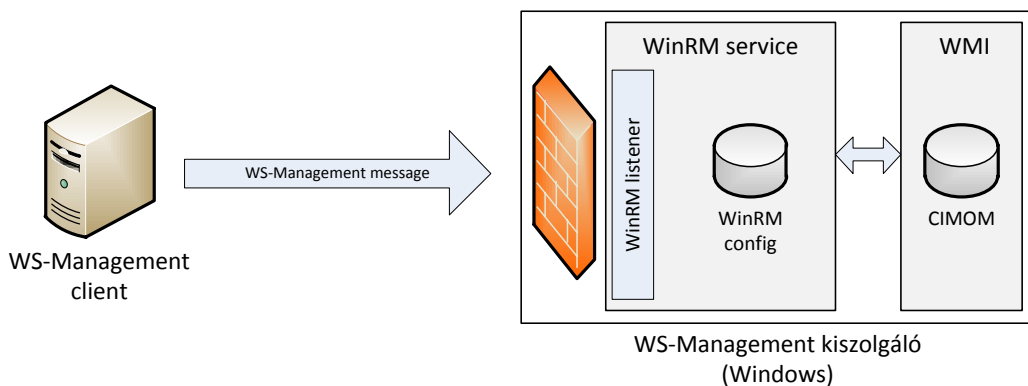 WS-Management
client
WS-Management message
WinRM service
WinRM listener
WinRM
config
WMI
CIMOM
WS-Management kiszolgáló
(Windows)